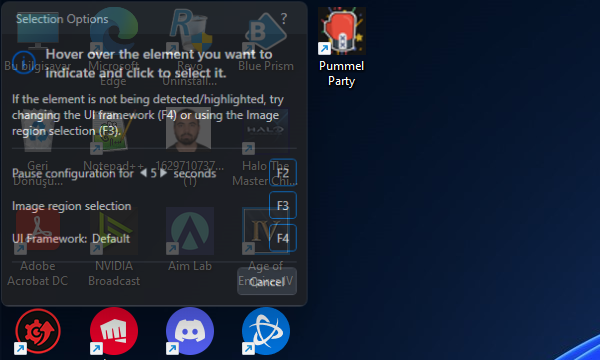 Selection Options
?
Hover over the element you want to
indicate and click to select it.
If the element is not being detected/highlighted, try
changing the UI framework (F4) or using the Image
region selection (F3).
Pause configuration for 5 seconds
F2
Image region selection
F3
UI Framework: Default
F4
Cancel
Bu bilgisayar
Microsoft
Edge
Revo
Uninstall...
Blue Prism
Pummel
Party
Geri
Dönüşü...
Notepad++
1629710737...
(1)
HALO
Halo The
Master Chi...
Adobe
Acrobat DC
NVIDIA
Broadcast
Aim Lab
IV
Age of
Empires IV